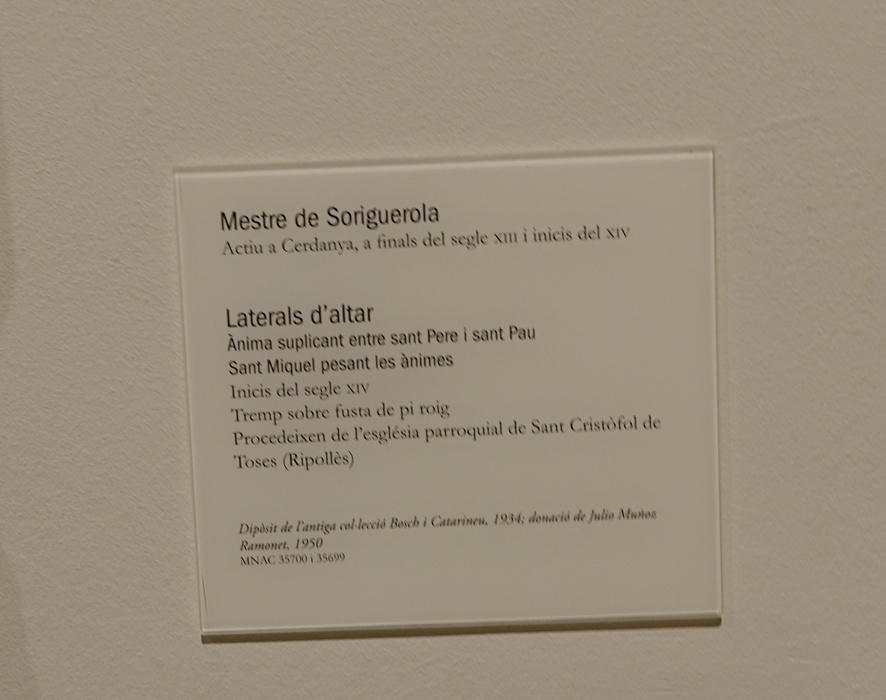 Mestre de Soriguerola
Actiu a Cerdanya, a finals del segle XIII i inicis del XIV
Laterals d'altar
Ànima suplicant entre sant Pere i sant Pau
Sant Miquel pesant les ànimes
Inicis del segle XIV
Tremp sobre fusta de pi roig
Procedeixen de l'església parroquial de Sant Cristòfol de
Toses (Ripollès)
Dipòsit de l'antiga col·lecció Bosch i Catarineu, 1934; donació de Julio Muñoz
Ramonet, 1950
MNAC 35700 i 35699